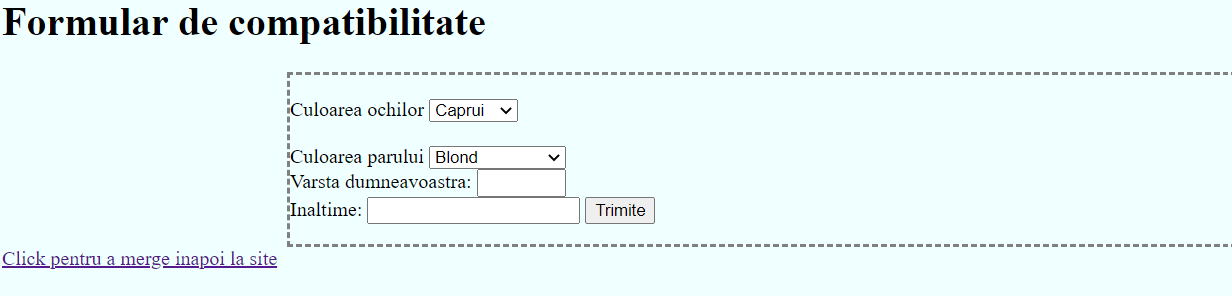 Formular de compatibilitate
Culoarea ochilor Caprui
Culoarea parului Blond
Varsta dumneavoastra:
Inaltime: Trimite
Click pentru a merge inapoi la site